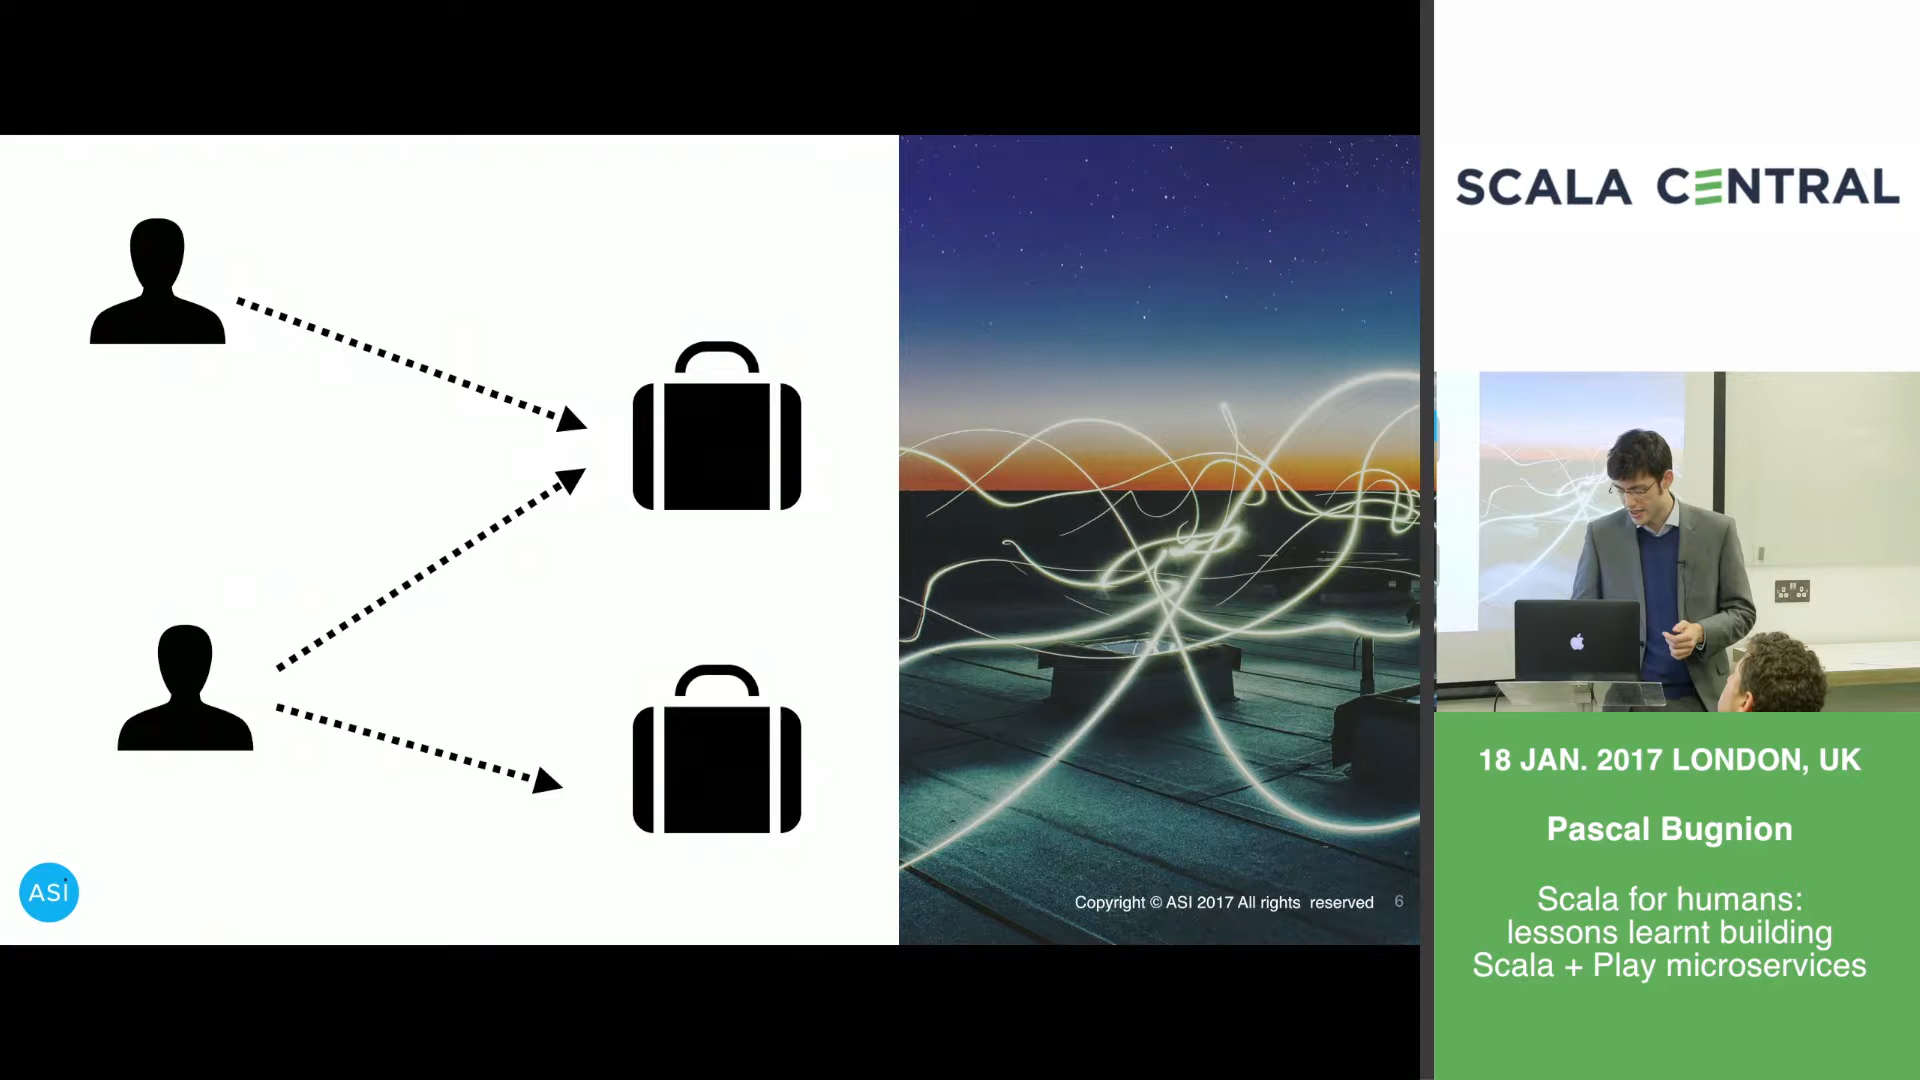 ASI
Copyright © ASI 2017 All rights reserved 6
SCALA CENTRAL
18 JAN. 2017 LONDON, UK
Pascal Bugnion
Scala for humans:
lessons learnt building
Scala + Play microservices